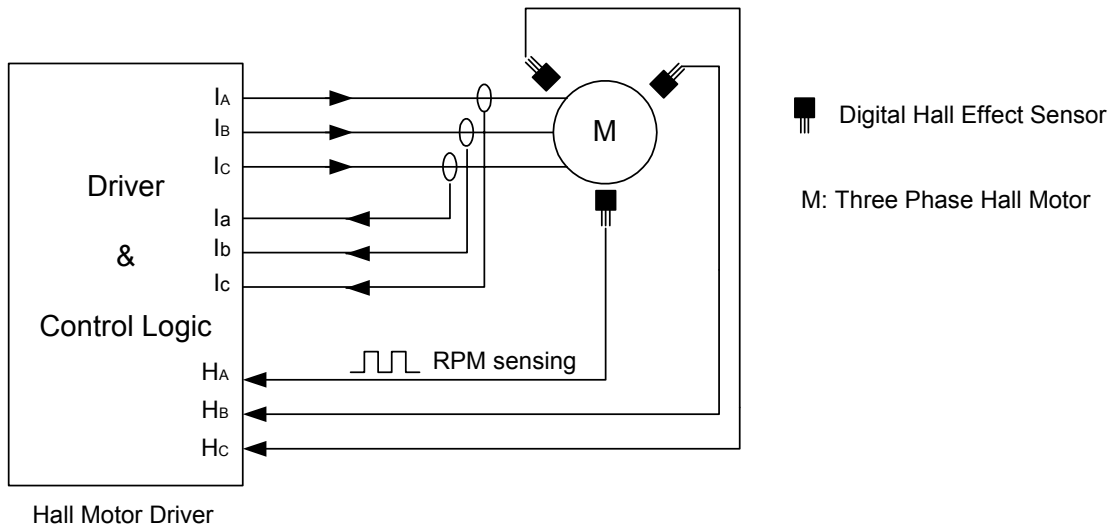 IA
IB
IC
Ia
Ib
Ic
Driver
&
Control Logic
HA
HB
HC
M
RPM sensing
Digital Hall Effect Sensor
M: Three Phase Hall Motor
Hall Motor Driver